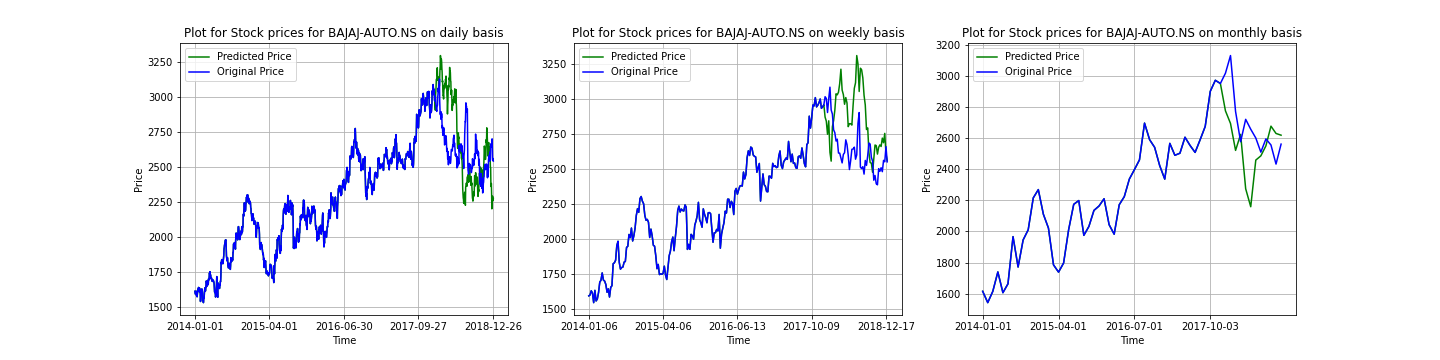 Plot for Stock prices for BAJAJ-AUTO.NS on daily basis
Predicted Price
Original Price
3250
3000
2750
2500
2250
2000
1750
1500
Price
2014-01-01
2015-04-01
2016-06-30
2017-09-27
2018-12-26
Time
Plot for Stock prices for BAJAJ-AUTO.NS on weekly basis
Predicted Price
Original Price
3250
3000
2750
2500
2250
2000
1750
1500
Price
2014-01-06
2015-04-06
2016-06-13
2017-10-09
2018-12-17
Time
Plot for Stock prices for BAJAJ-AUTO.NS on monthly basis
Predicted Price
Original Price
3200
3000
2800
2600
2400
2200
2000
1800
1600
Price
2014-01-01
2015-04-01
2016-07-01
2017-10-03
Time